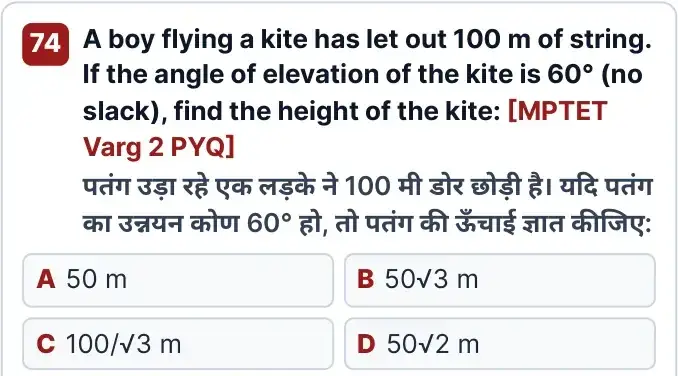 74 A boy flying a kite has let out 100 m of string.
If the angle of elevation of the kite is 60° (no
slack), find the height of the kite: [MPTET
Varg 2 PYQ]
पतंग उड़ा रहे एक लड़के ने 100 मी डोर छोड़ी है। यदि पतंग
का उन्नयन कोण 60° हो, तो पतंग की ऊँचाई ज्ञात कीजिए:
A 50 m
B 50√3 m
C 100/√3 m
D 50√2 m